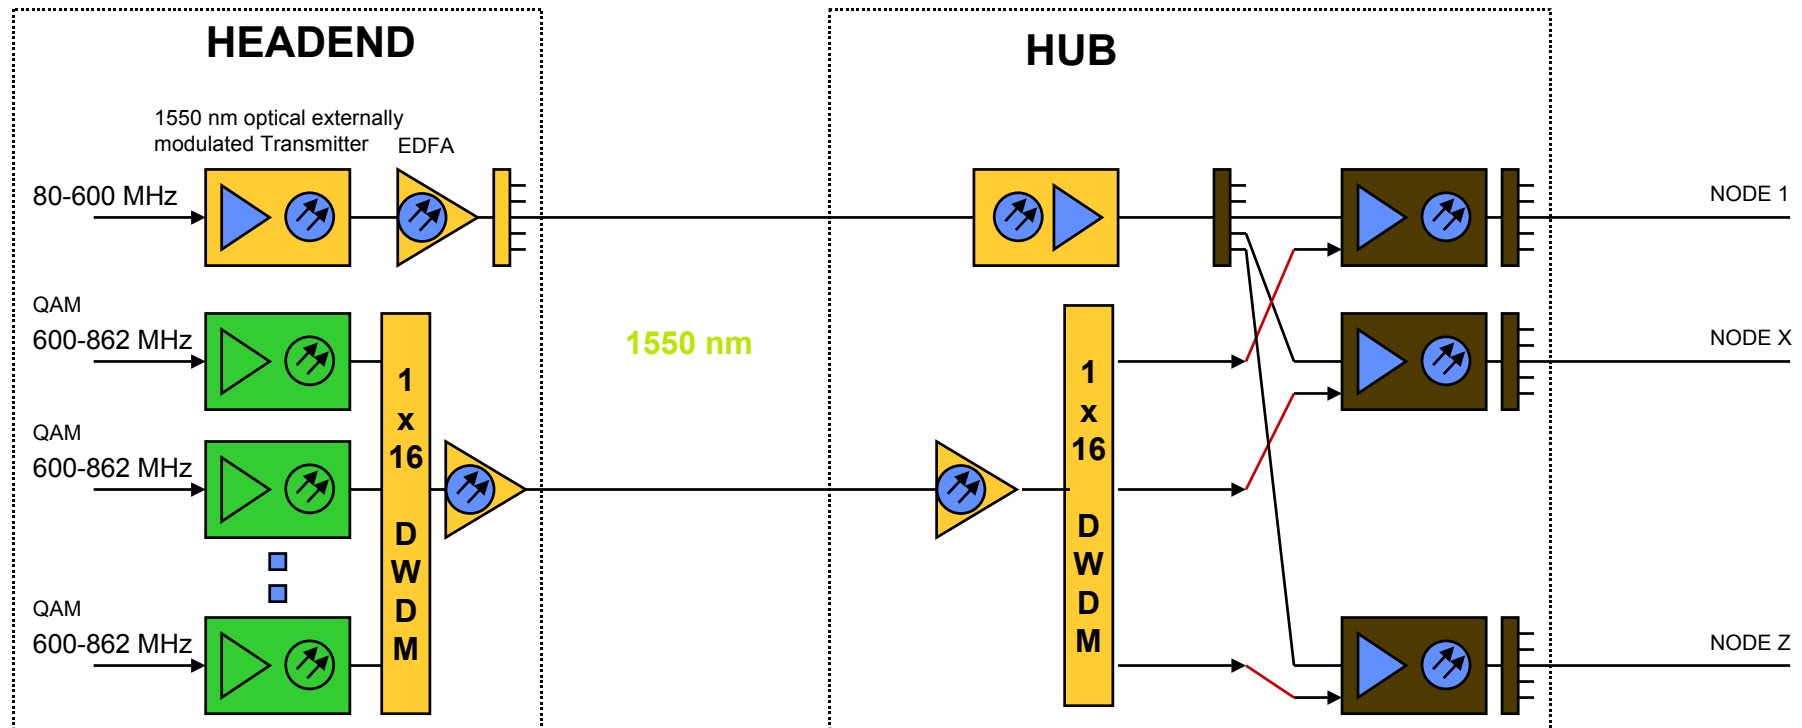 HEADEND
HUB
1550 nm optical externally
modulated Transmitter
EDFA
80-600 MHz
NODE 1
QAM
600-862 MHz
1550 nm
NODE X
QAM
600-862 MHz
QAM
600-862 MHz
1
x
16
D
W
D
M
1
x
16
D
W
D
M
NODE Z